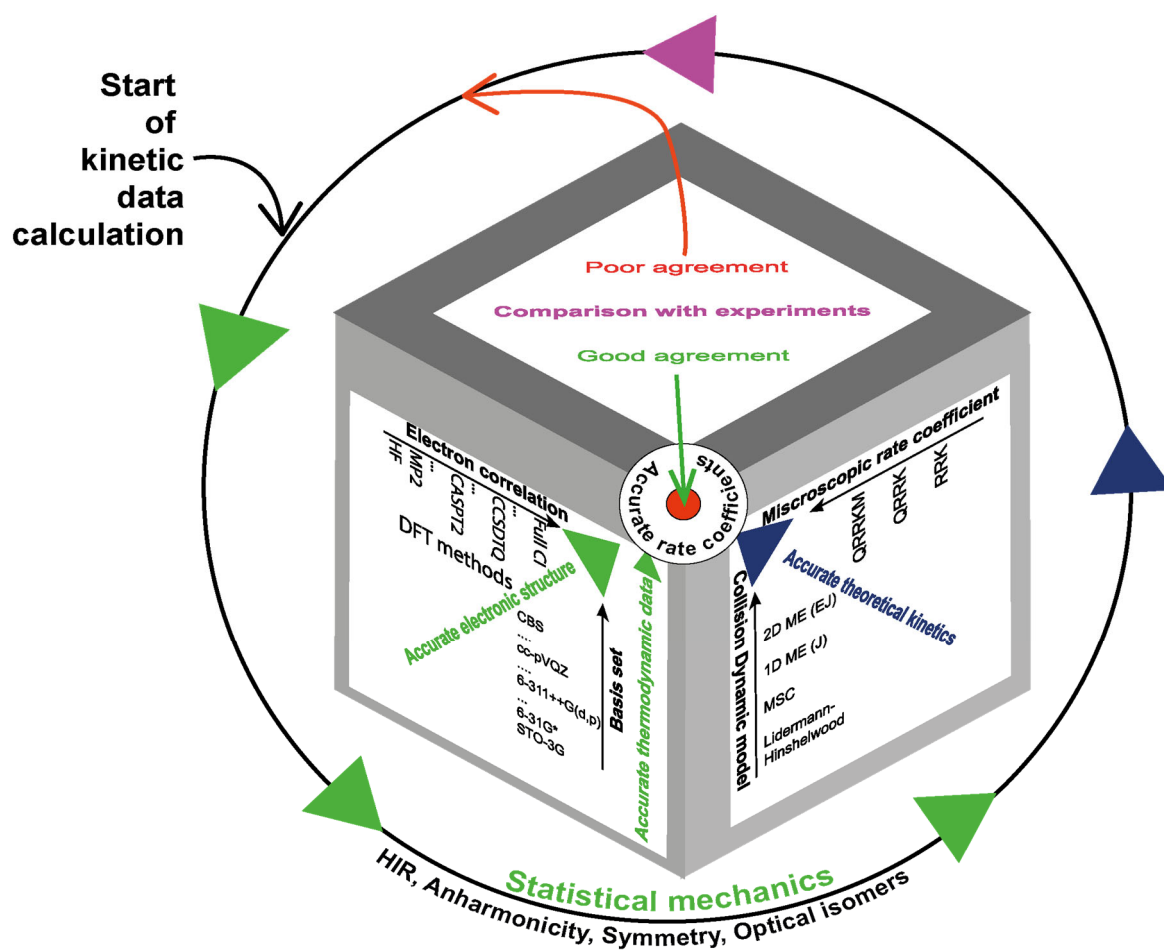 Start
of
kinetic
data
calculation
Poor agreement
Comparison with experiments
Good agreement
Accurate rate coefficients
Electron correlation
HF
MP2
...
CASPT2
...
CCSDTQ
...
Full CI
DFT methods
Accurate electronic structure
CBS
....
cc-pVQZ
....
6-311++G(d,p)
...
6-31G*
STO-3G
Basis set
Accurate thermodynamic data
Miscroscopic rate coefficient
QRRKM
QRRK
RRK
Accurate theoretical kinetics
Collision Dynamic model
2D ME (EJ)
1D ME (J)
MSC
Lidermann-
Hinshelwood
Statistical mechanics
HIR, Anharmonicity, Symmetry, Optical isomers